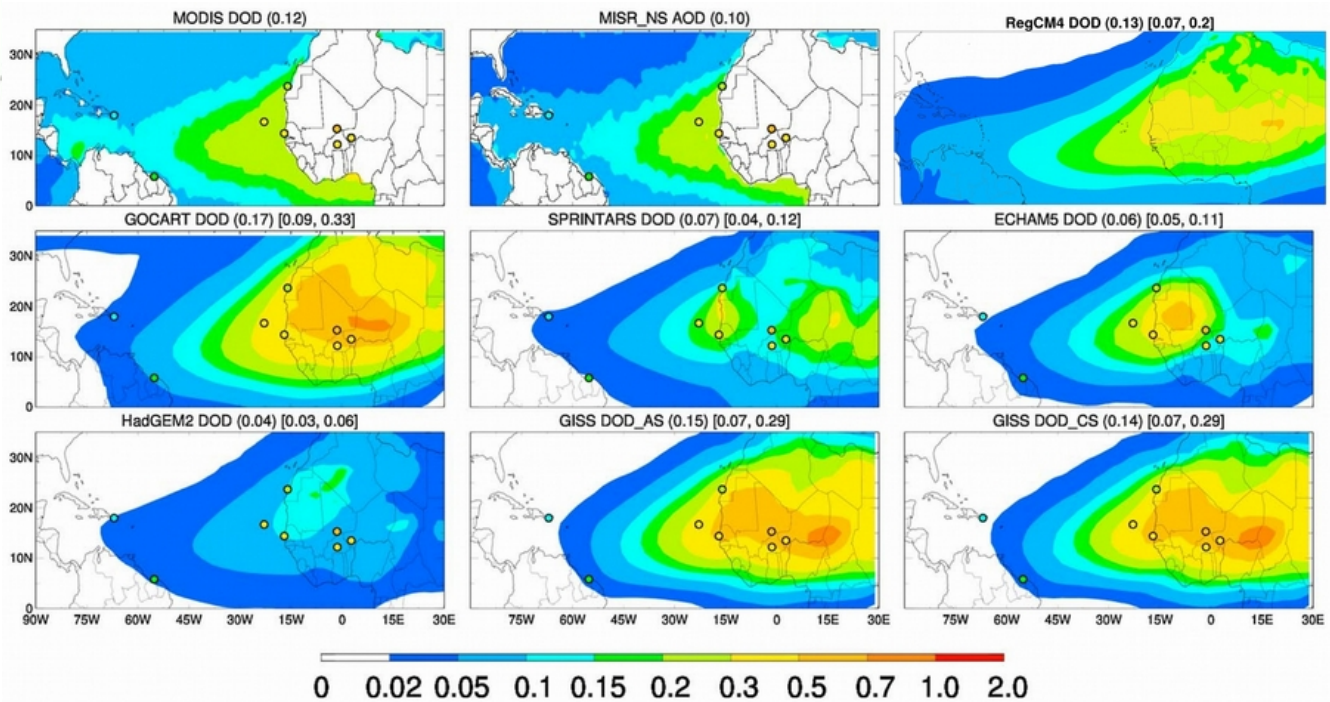 MODIS DOD (0.12)
MISR_NS AOD (0.10)
RegCM4 DOD (0.13) [0.07, 0.2]
30N
20N
10N
0
GOCART DOD (0.17) [0.09, 0.33]
SPRINTARS DOD (0.07) [0.04, 0.12]
ECHAM5 DOD (0.06) [0.05, 0.11]
30N
20N
10N
0
HadGEM2 DOD (0.04) [0.03, 0.06]
GISS DOD_AS (0.15) [0.07, 0.29]
GISS DOD_CS (0.14) [0.07, 0.29]
30N
20N
10N
0
90W 75W 60W 45W 30W 15W 0 15E 30E
75W 60W 45W 30W 15W 0 15E 30E
75W 60W 45W 30W 15W 0 15E 30E
0 0.02 0.05 0.1 0.15 0.2 0.3 0.5 0.7 1.0 2.0